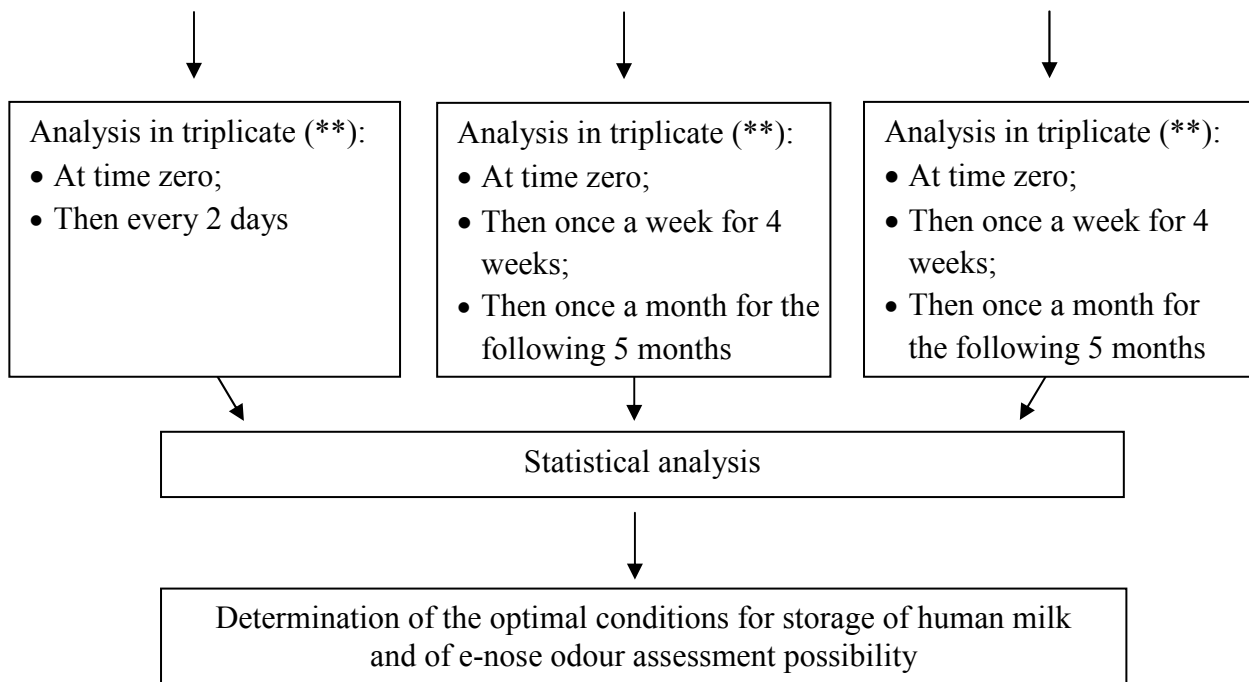 Analysis in triplicate (**):
• At time zero;
• Then every 2 days
Analysis in triplicate (**):
• At time zero;
• Then once a week for 4
weeks;
• Then once a month for the
following 5 months
Analysis in triplicate (**):
• At time zero;
• Then once a week for 4
weeks;
• Then once a month for
the following 5 months
Statistical analysis
Determination of the optimal conditions for storage of human milk
and of e-nose odour assessment possibility